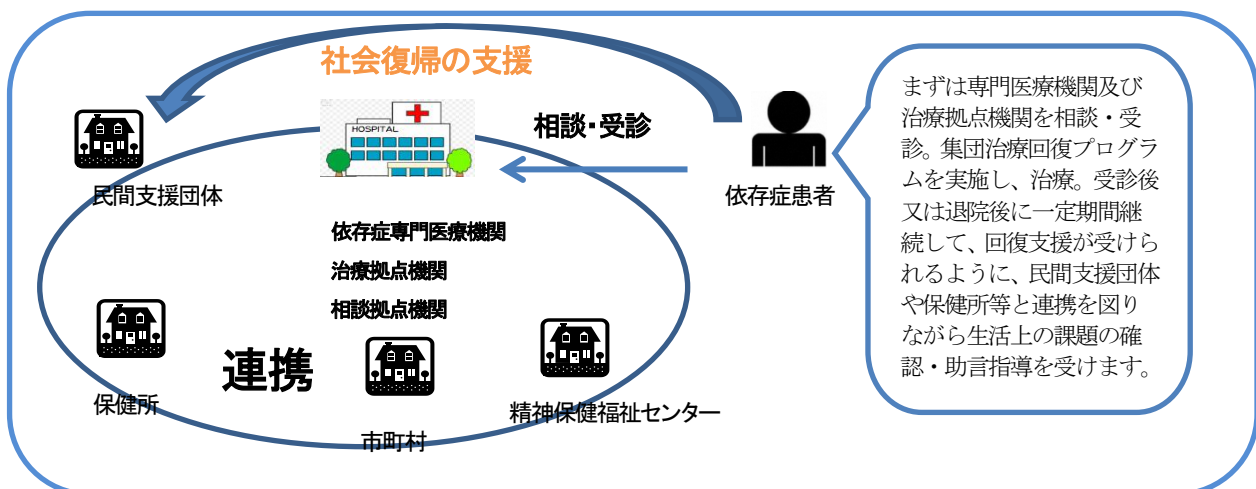 社会復帰の支援
HOSPITAL
相談・受診
民間支援団体
依存症患者
依存症専門医療機関
治療拠点機関
相談拠点機関
連携
保健所
市町村
精神保健福祉センター
まずは専門医療機関及び
治療拠点機関を相談・受
診。集団治療回復プログラ
ムを実施し、治療。受診後
又は退院後に一定期間継
続して、回復支援が受けら
れるように、民間支援団体
や保健所等と連携を図り
ながら生活上の課題の確
認・助言指導を受けます。